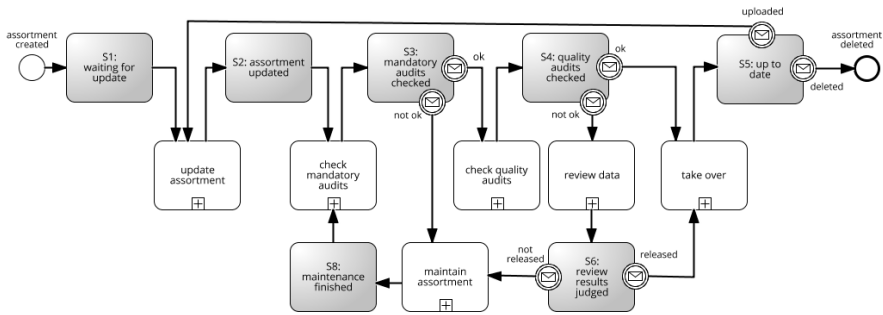 uploaded
assortment
created
assortment
deleted
S1:
waiting for
update
S2: assortment
updated
S3:
mandatory
audits
checked
ok
not ok
S4: quality
audits
checked
ok
not ok
S5: up to
date
deleted
update
assortment
check
mandatory
audits
check quality
audits
review data
take over
S8:
maintenance
finished
maintain
assortment
not
released
S6:
review
results
judged
released